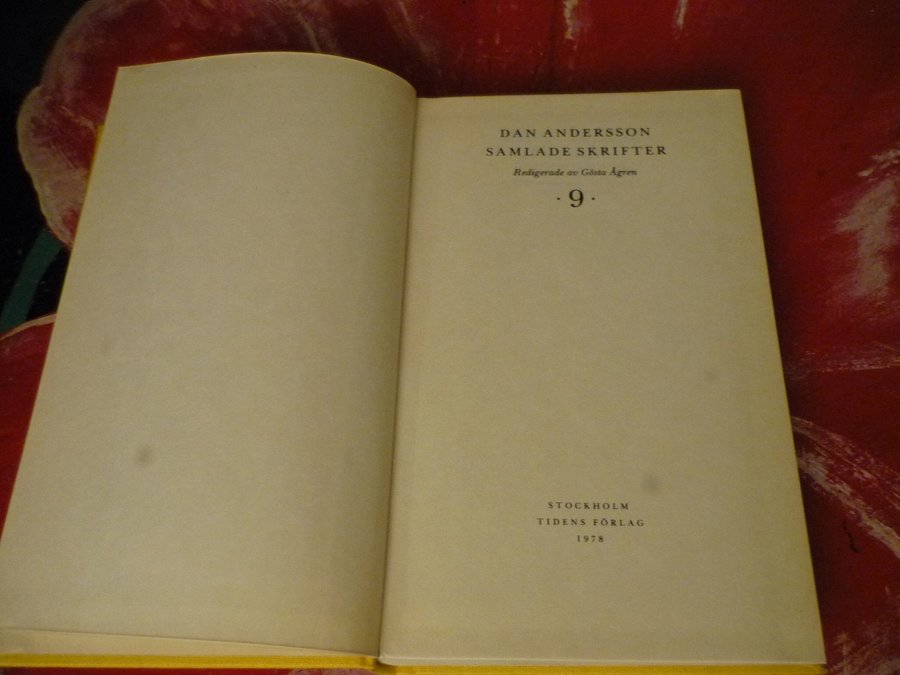 DAN ANDERSSON
SAMLADE SKRIFTER
Redigerade av Gösta Ågren
· 9 ·
STOCKHOLM
TIDENS FÖRLAG
1978